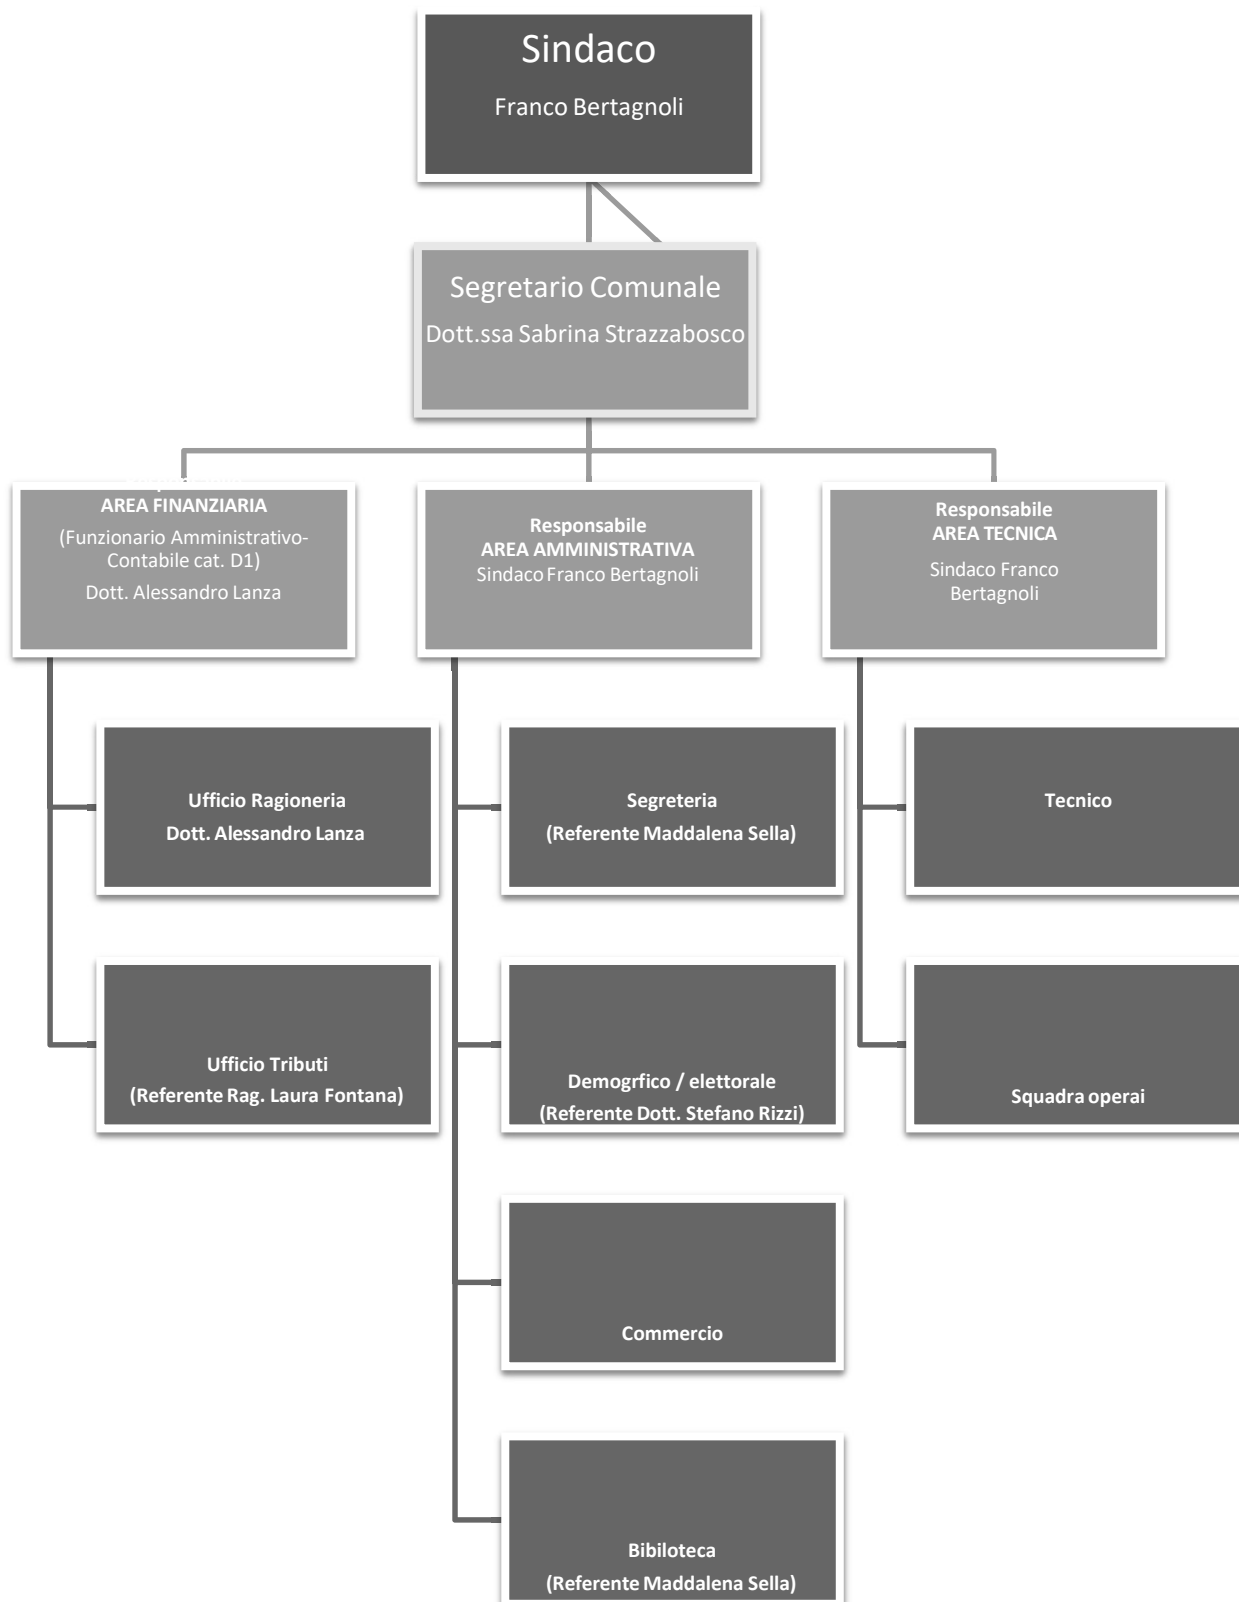 Sindaco
Franco Bertagnoli
Segretario Comunale
Dott.ssa Sabrina Strazzabosco
AREA FINANZIARIA
(Funzionario Amministrativo-
Contabile cat. D1)
Dott. Alessandro Lanza
Responsabile
AREA AMMINISTRATIVA
Sindaco Franco Bertagnoli
Responsabile
AREA TECNICA
Sindaco Franco
Bertagnoli
Ufficio Ragioneria
Dott. Alessandro Lanza
Segreteria
(Referente Maddalena Sella)
Tecnico
Ufficio Tributi
(Referente Rag. Laura Fontana)
Demogrfico / elettorale
(Referente Dott. Stefano Rizzi)
Squadra operai
Commercio
Bibiloteca
(Referente Maddalena Sella)